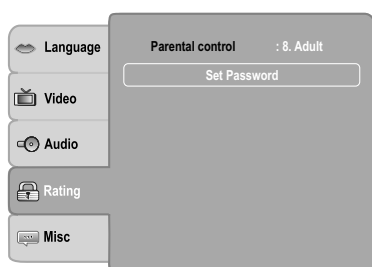 Language
Video
Audio
Rating
Misc
Parental control : 8. Adult
Set Password